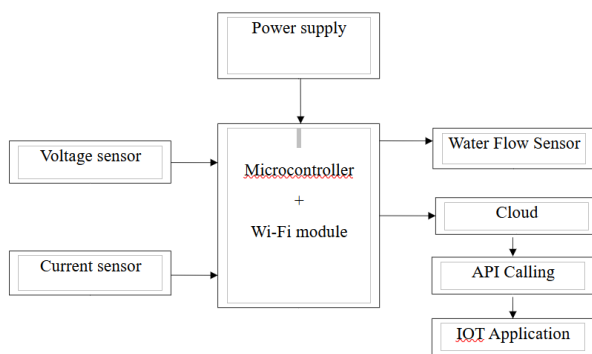 Power supply
Voltage sensor
Current sensor
Microcontroller
+
Wi-Fi module
Water Flow Sensor
Cloud
API Calling
IOT Application